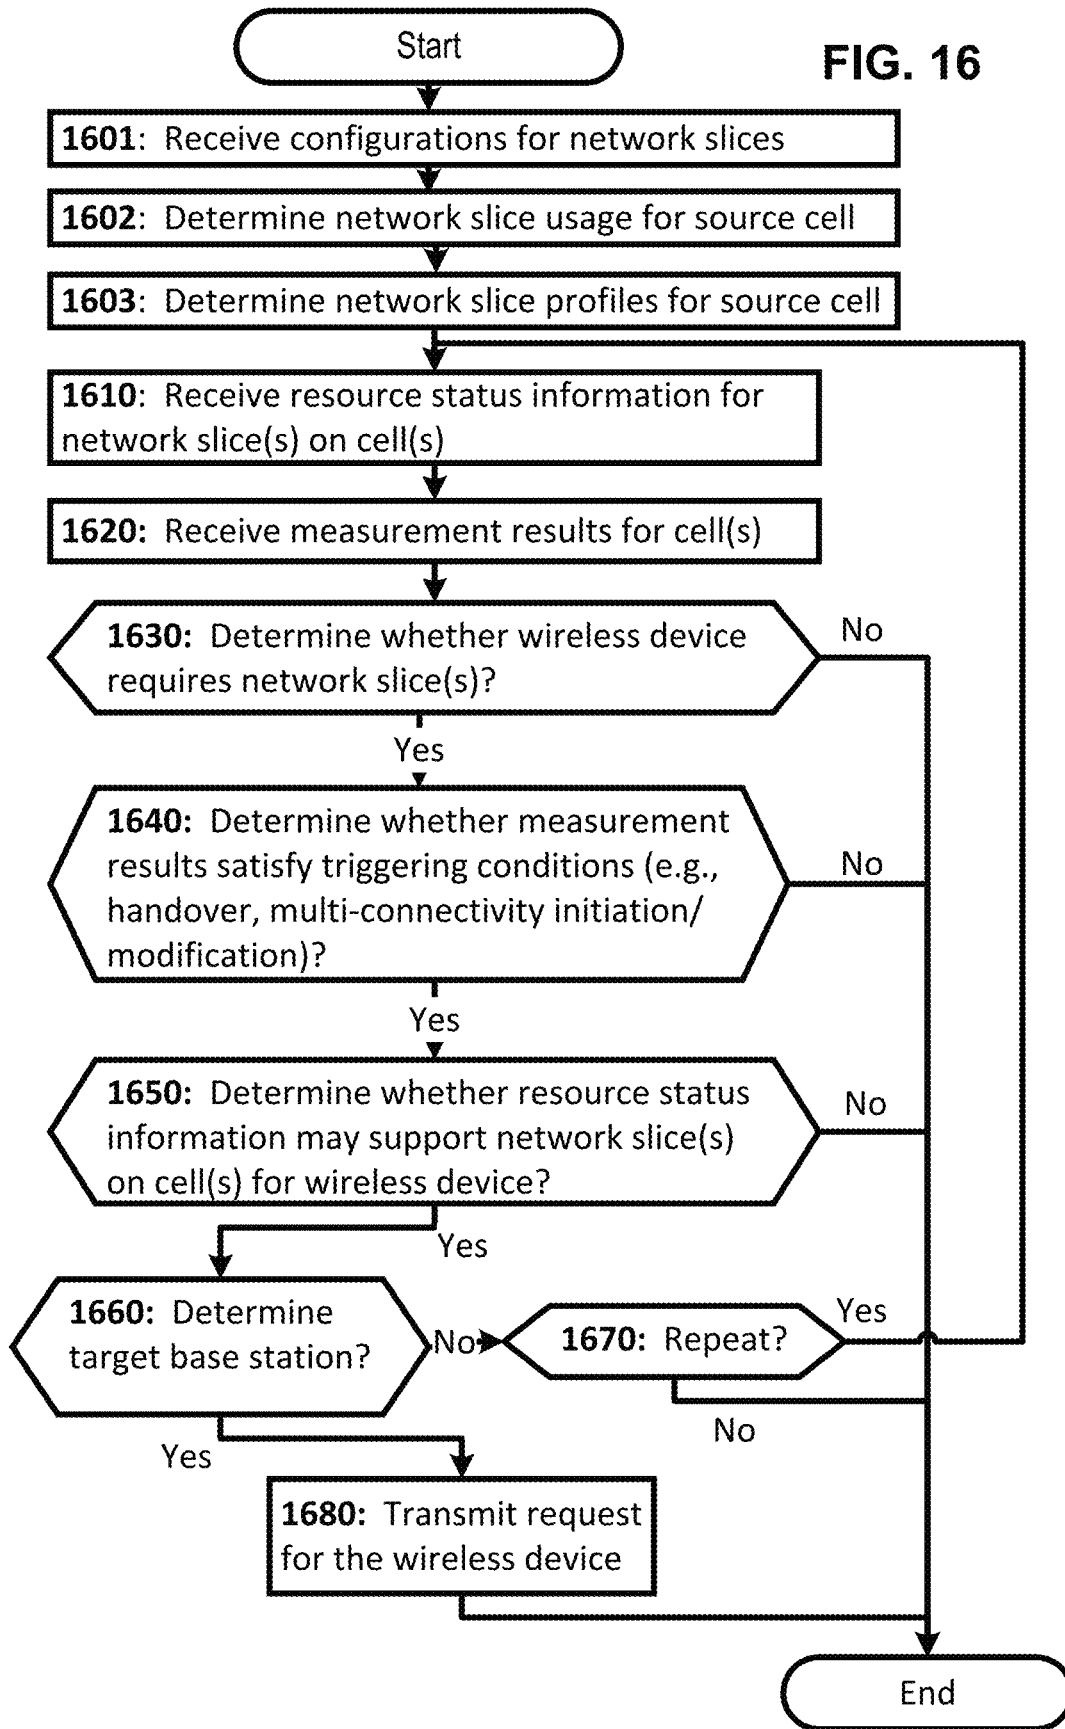 Start
FIG. 16
1601: Receive configurations for network slices
1602: Determine network slice usage for source cell
1603: Determine network slice profiles for source cell
1610: Receive resource status information for
network slice(s) on cell(s)
1620: Receive measurement results for cell(s)
1630: Determine whether wireless device
requires network slice(s)?
No
Yes
1640: Determine whether measurement
results satisfy triggering conditions (e.g.,
handover, multi-connectivity initiation/
modification)?
No
Yes
1650: Determine whether resource status
information may support network slice(s)
on cell(s) for wireless device?
No
Yes
1660: Determine
target base station?
No
1670: Repeat?
Yes
No
Yes
1680: Transmit request
for the wireless device
End